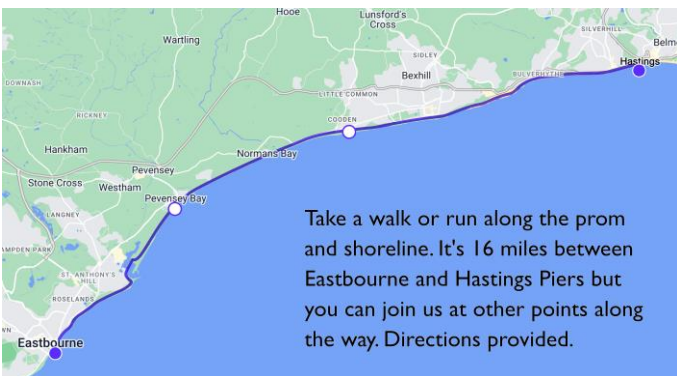 Hooe
Lunsford's
Cross
Wartling
SILVERHILL
Belm
Hastings
SIDLEY
Bexhill
BULVERHYTHE
DOWNASH
LITTLE COMMON
RICKNEY
COODEN
Hankham
Normans Bay
Pevensey
Stone Cross
Westham
Pevensey Bay
LANGNEY
AMPDEN PARK
ST. ANTHONY'S
HILL
ROSELANDS
WN
Eastbourne
Take a walk or run along the prom
and shoreline. It's 16 miles between
Eastbourne and Hastings Piers but
you can join us at other points along
the way. Directions provided.